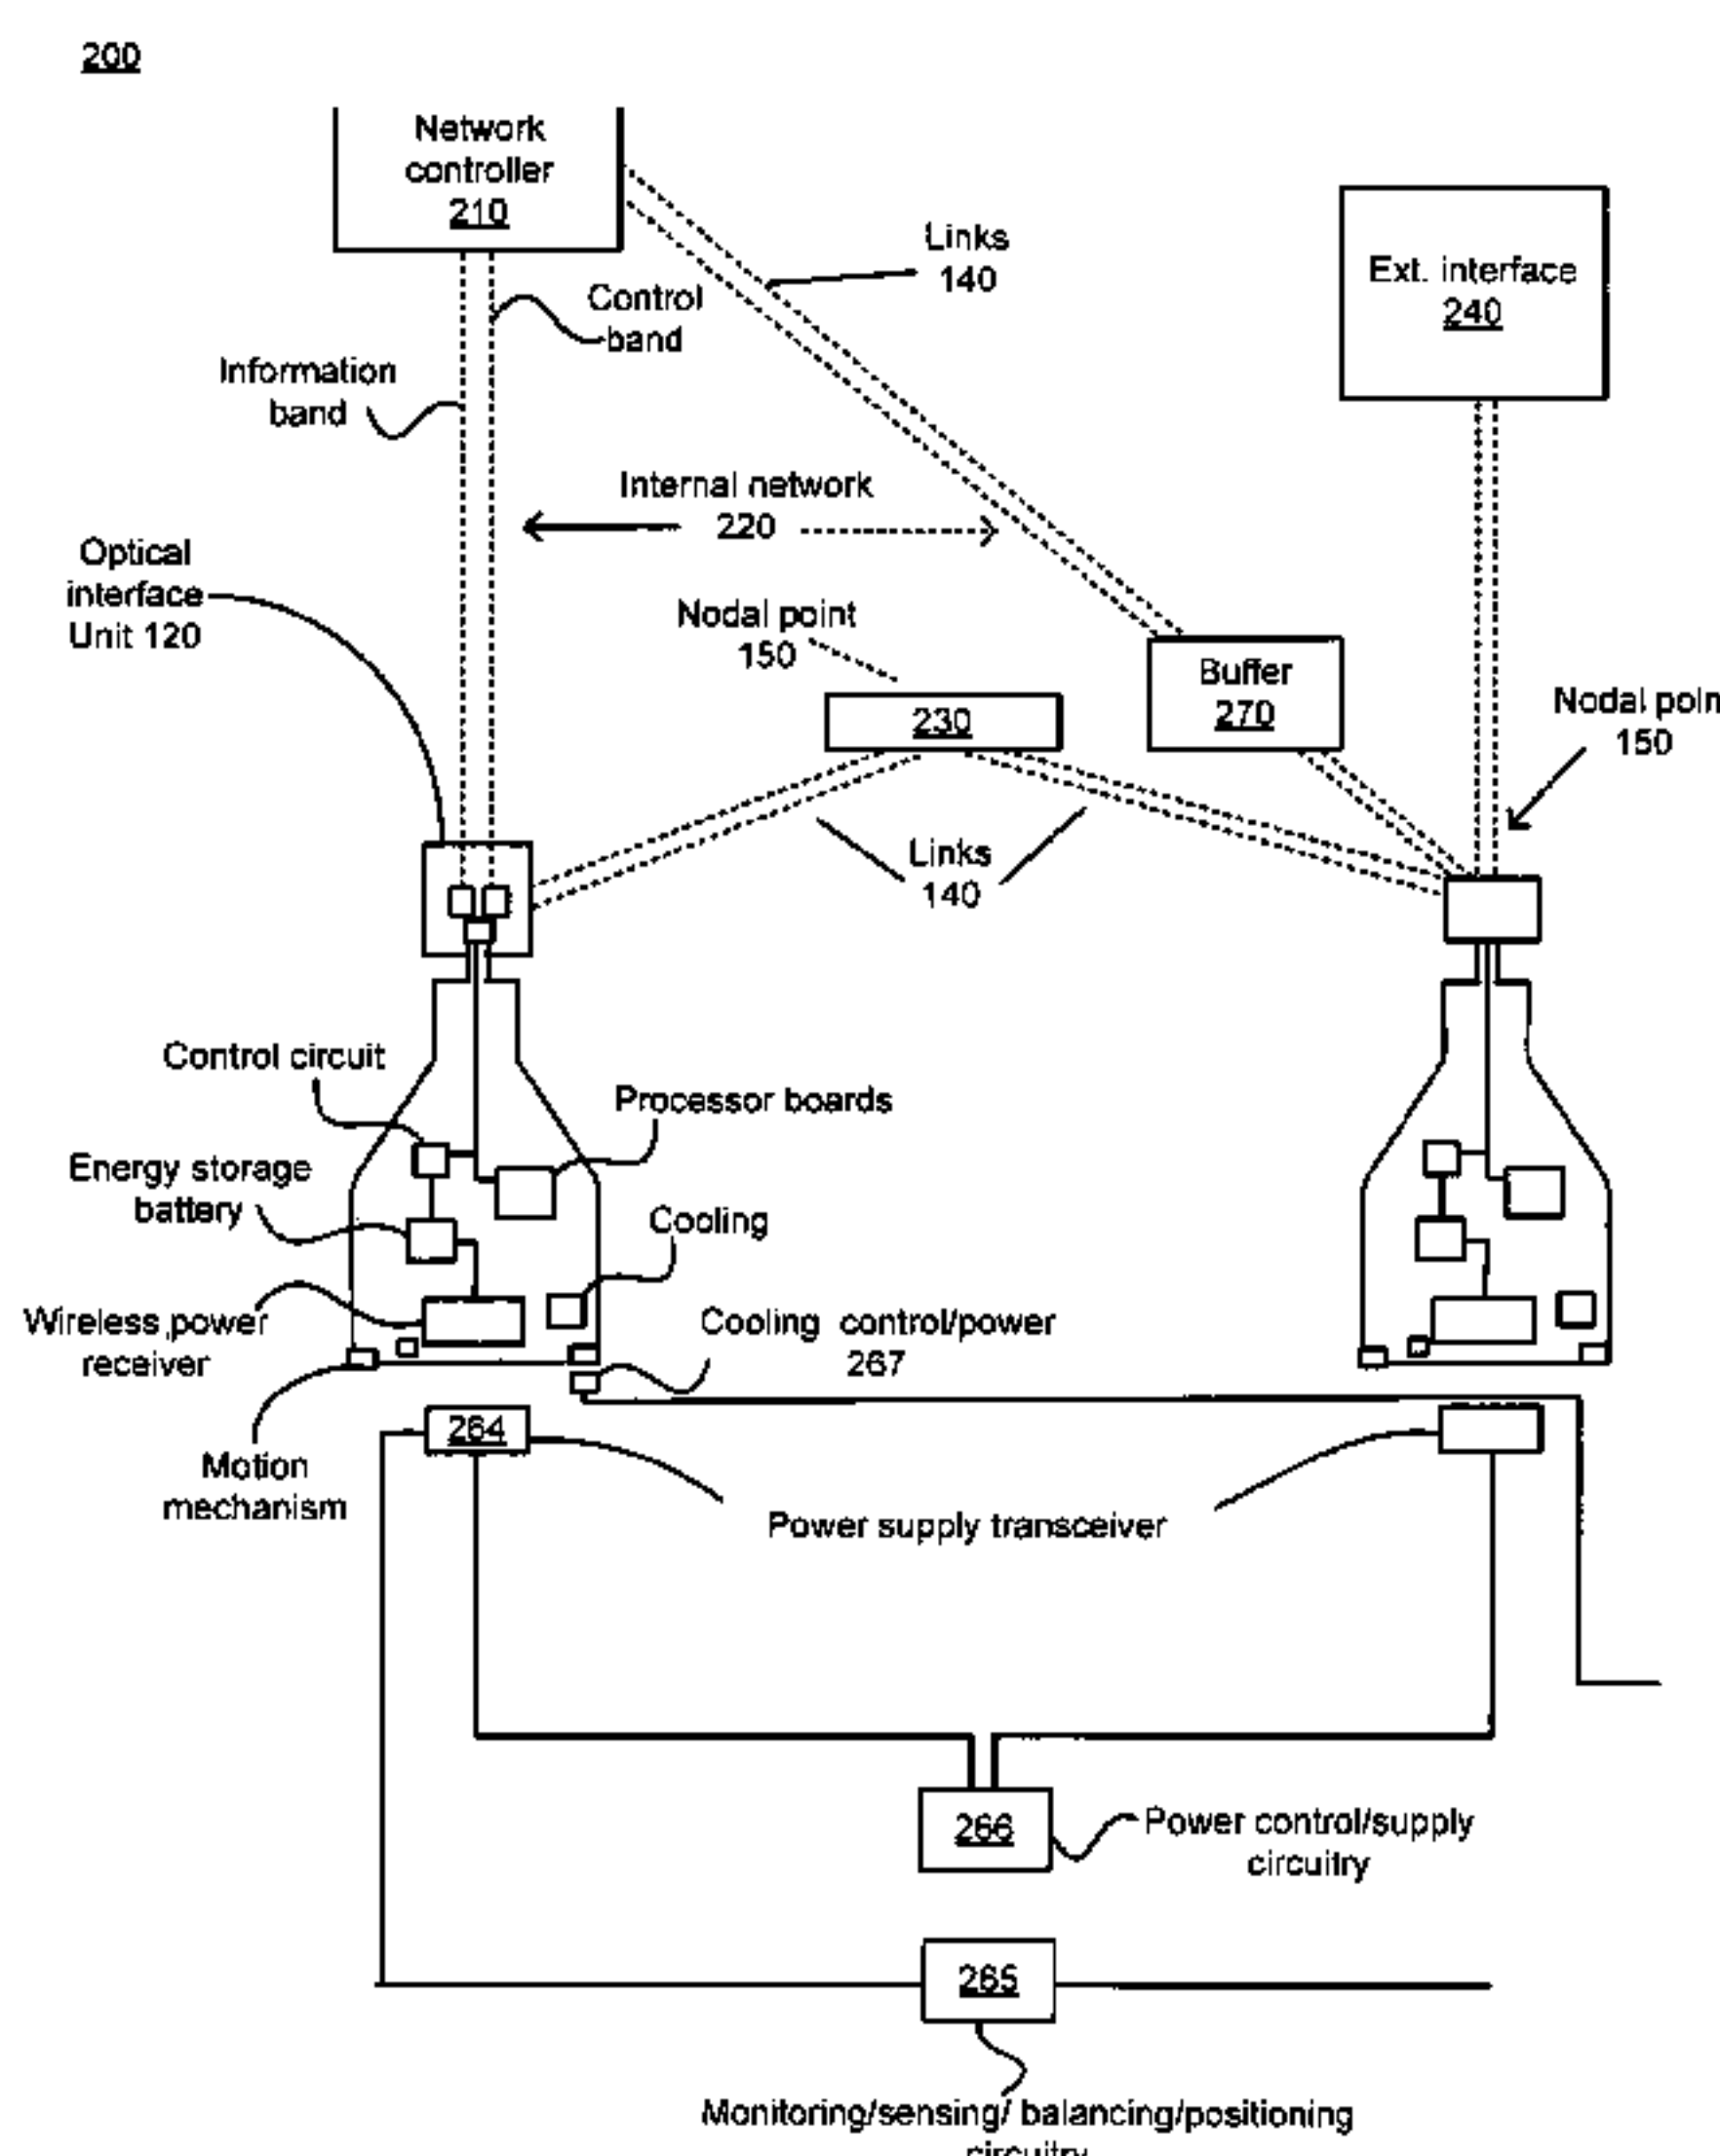 200
Network
controller
210
Links
140
Ext. interface
240
Control
band
Information
band
Internal network
220
Optical
interface
Unit 120
Nodal point
150
Buffer
270
230
Nodal poin
150
Links
140
Control circuit
Processor boards
Energy storage
battery
Cooling
Wireless power
receiver
Cooling control/power
267
264
Motion
mechanism
Power supply transceiver
266
Power control/supply
circuitry
265
Monitoring/sensing/ balancing/positioning
circuitry